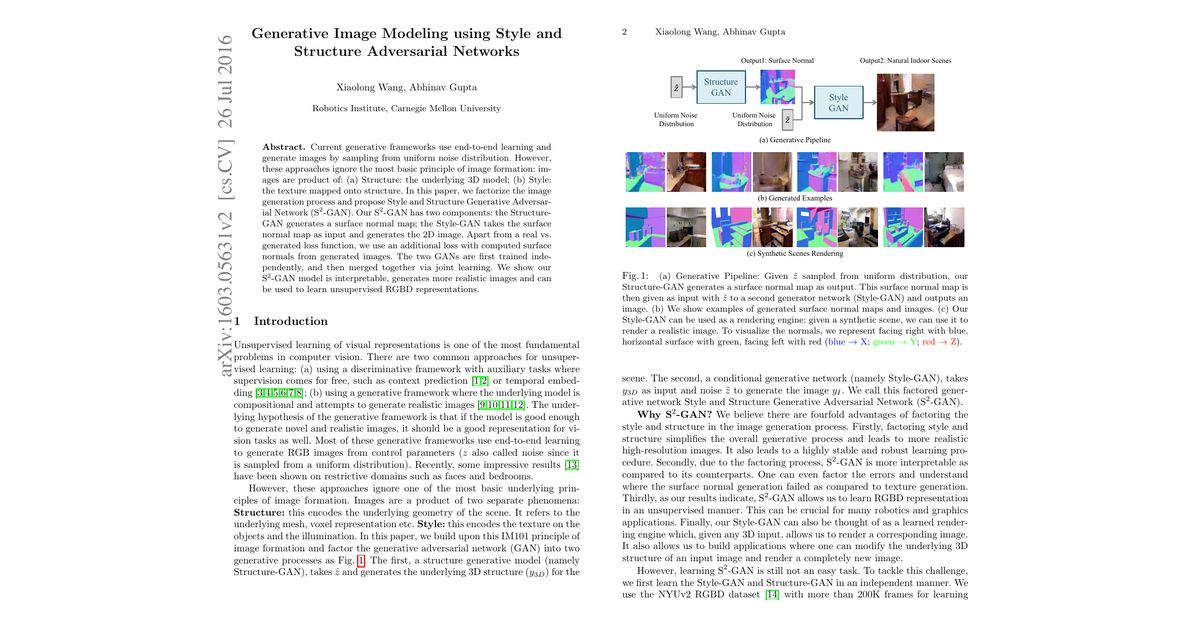 arXiv:1603.05631v2 [cs.CV] 26 Jul 2016
Generative Image Modeling using Style and
Structure Adversarial Networks
Xiaolong Wang, Abhinav Gupta
Robotics Institute, Carnegie Mellon University
Abstract. Current generative frameworks use end-to-end learning and
generate images by sampling from uniform noise distribution. However,
these approaches ignore the most basic principle of image formation: im-
ages are product of: (a) Structure: the underlying 3D model; (b) Style:
the texture mapped onto structure. In this paper, we factorize the image
generation process and propose Style and Structure Generative Adversar-
ial Network (S²-GAN). Our S²-GAN has two components: the Structure-
GAN generates a surface normal map; the Style-GAN takes the surface
normal map as input and generates the 2D image. Apart from a real vs.
generated loss function, we use an additional loss with computed surface
normals from generated images. The two GANs are first trained inde-
pendently, and then merged together via joint learning. We show our
S²-GAN model is interpretable, generates more realistic images and can
be used to learn unsupervised RGBD representations.
1 Introduction
Unsupervised learning of visual representations is one of the most fundamental
problems in computer vision. There are two common approaches for unsuper-
vised learning: (a) using a discriminative framework with auxiliary tasks where
supervision comes for free, such as context prediction [1,2] or temporal embed-
ding [3,4,5,6,7,8]; (b) using a generative framework where the underlying model is
compositional and attempts to generate realistic images [9,10,11,12]. The under-
lying hypothesis of the generative framework is that if the model is good enough
to generate novel and realistic images, it should be a good representation for vi-
sion tasks as well. Most of these generative frameworks use end-to-end learning
to generate RGB images from control parameters (z also called noise since it
is sampled from a uniform distribution). Recently, some impressive results [13]
have been shown on restrictive domains such as faces and bedrooms.
However, these approaches ignore one of the most basic underlying prin-
ciples of image formation. Images are a product of two separate phenomena:
Structure: this encodes the underlying geometry of the scene. It refers to the
underlying mesh, voxel representation etc. Style: this encodes the texture on the
objects and the illumination. In this paper, we build upon this IM101 principle of
image formation and factor the generative adversarial network (GAN) into two
generative processes as Fig. 1. The first, a structure generative model (namely
Structure-GAN), takes ẑ and generates the underlying 3D structure (y3D) for the
2 Xiaolong Wang, Abhinav Gupta
Output1: Surface Normal
Output2: Natural Indoor Scenes
ẑ
Structure
GAN
Style
GAN
Uniform Noise
Distribution
Uniform Noise
Distribution
ẑ
(a) Generative Pipeline
(b) Generated Examples
(c) Synthetic Scenes Rendering
Fig. 1: (a) Generative Pipeline: Given ẑ sampled from uniform distribution, our
Structure-GAN generates a surface normal map as output. This surface normal map is
then given as input with z̃ to a second generator network (Style-GAN) and outputs an
image. (b) We show examples of generated surface normal maps and images. (c) Our
Style-GAN can be used as a rendering engine: given a synthetic scene, we can use it to
render a realistic image. To visualize the normals, we represent facing right with blue,
horizontal surface with green, facing left with red (blue → X; green → Y; red → Z).
scene. The second, a conditional generative network (namely Style-GAN), takes
y3D as input and noise z̃ to generate the image yI. We call this factored gener-
ative network Style and Structure Generative Adversarial Network (S²-GAN).
Why S²-GAN? We believe there are fourfold advantages of factoring the
style and structure in the image generation process. Firstly, factoring style and
structure simplifies the overall generative process and leads to more realistic
high-resolution images. It also leads to a highly stable and robust learning pro-
cedure. Secondly, due to the factoring process, S²-GAN is more interpretable as
compared to its counterparts. One can even factor the errors and understand
where the surface normal generation failed as compared to texture generation.
Thirdly, as our results indicate, S²-GAN allows us to learn RGBD representation
in an unsupervised manner. This can be crucial for many robotics and graphics
applications. Finally, our Style-GAN can also be thought of as a learned render-
ing engine which, given any 3D input, allows us to render a corresponding image.
It also allows us to build applications where one can modify the underlying 3D
structure of an input image and render a completely new image.
However, learning S²-GAN is still not an easy task. To tackle this challenge,
we first learn the Style-GAN and Structure-GAN in an independent manner. We
use the NYUv2 RGBD dataset [14] with more than 200K frames for learning